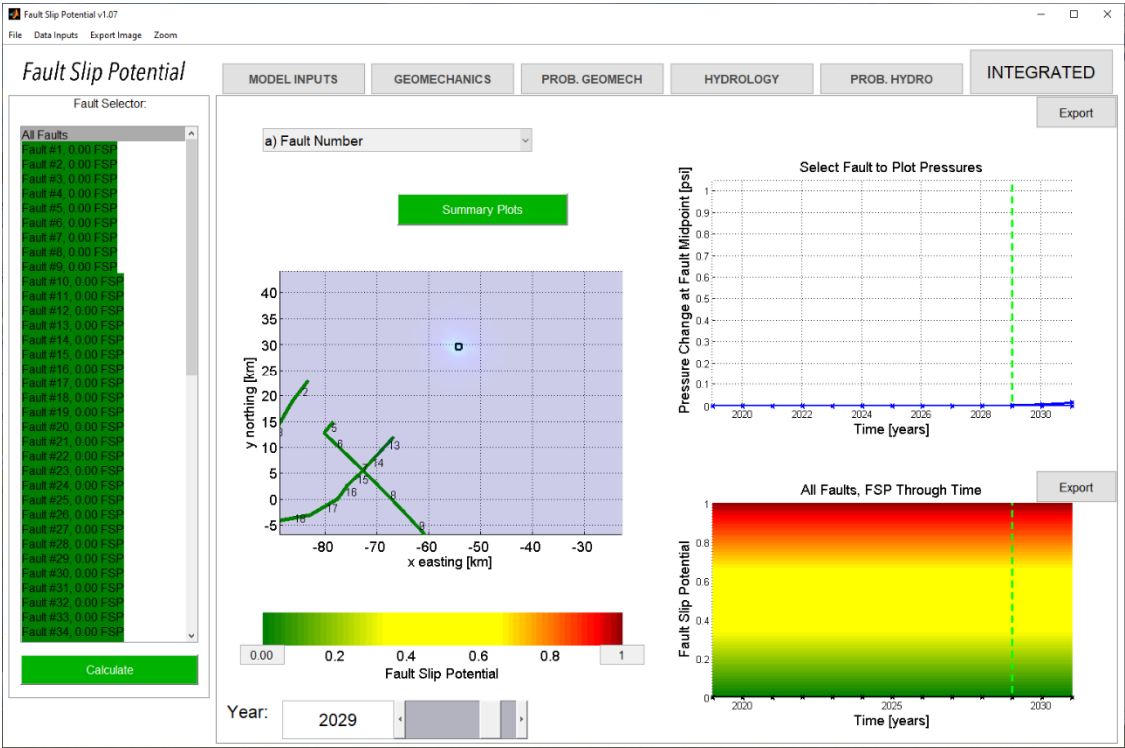 Fault Slip Potential v1.07
File Data Inputs Export Image Zoom
Fault Slip Potential
MODEL INPUTS GEOMECHANICS PROB. GEOMECH HYDROLOGY PROB. HYDRO INTEGRATED
Fault Selector:
All Faults
Fault #1, 0.00 FSP
Fault #2, 0.00 FSP
Fault #3, 0.00 FSP
Fault #4, 0.00 FSP
Fault #5, 0.00 FSP
Fault #6, 0.00 FSP
Fault #7, 0.00 FSP
Fault #8, 0.00 FSP
Fault #9, 0.00 FSP
Fault #10, 0.00 FSP
Fault #11, 0.00 FSP
Fault #12, 0.00 FSP
Fault #13, 0.00 FSP
Fault #14, 0.00 FSP
Fault #15, 0.00 FSP
Fault #16, 0.00 FSP
Fault #17, 0.00 FSP
Fault #18, 0.00 FSP
Fault #19, 0.00 FSP
Fault #20, 0.00 FSP
Fault #21, 0.00 FSP
Fault #22, 0.00 FSP
Fault #23, 0.00 FSP
Fault #24, 0.00 FSP
Fault #25, 0.00 FSP
Fault #26, 0.00 FSP
Fault #27, 0.00 FSP
Fault #28, 0.00 FSP
Fault #29, 0.00 FSP
Fault #30, 0.00 FSP
Fault #31, 0.00 FSP
Fault #32, 0.00 FSP
Fault #33, 0.00 FSP
Fault #34, 0.00 FSP
Calculate
a) Fault Number
Summary Plots
y northing [km]
40
35
30
25
20
15
10
5
0
-5
2
5
6
13
14
15
16
8
17
18
9
-80 -70 -60 -50 -40 -30
x easting [km]
0.00 0.2 0.4 0.6 0.8 1
Fault Slip Potential
Year: 2029
Export
Select Fault to Plot Pressures
Pressure Change at Fault Midpoint [psi]
1
0.9
0.8
0.7
0.6
0.5
0.4
0.3
0.2
0.1
0
2020 2022 2024 2026 2028 2030
Time [years]
Export
All Faults, FSP Through Time
Fault Slip Potential
1
0.8
0.6
0.4
0.2
0
2020 2025 2030
Time [years]